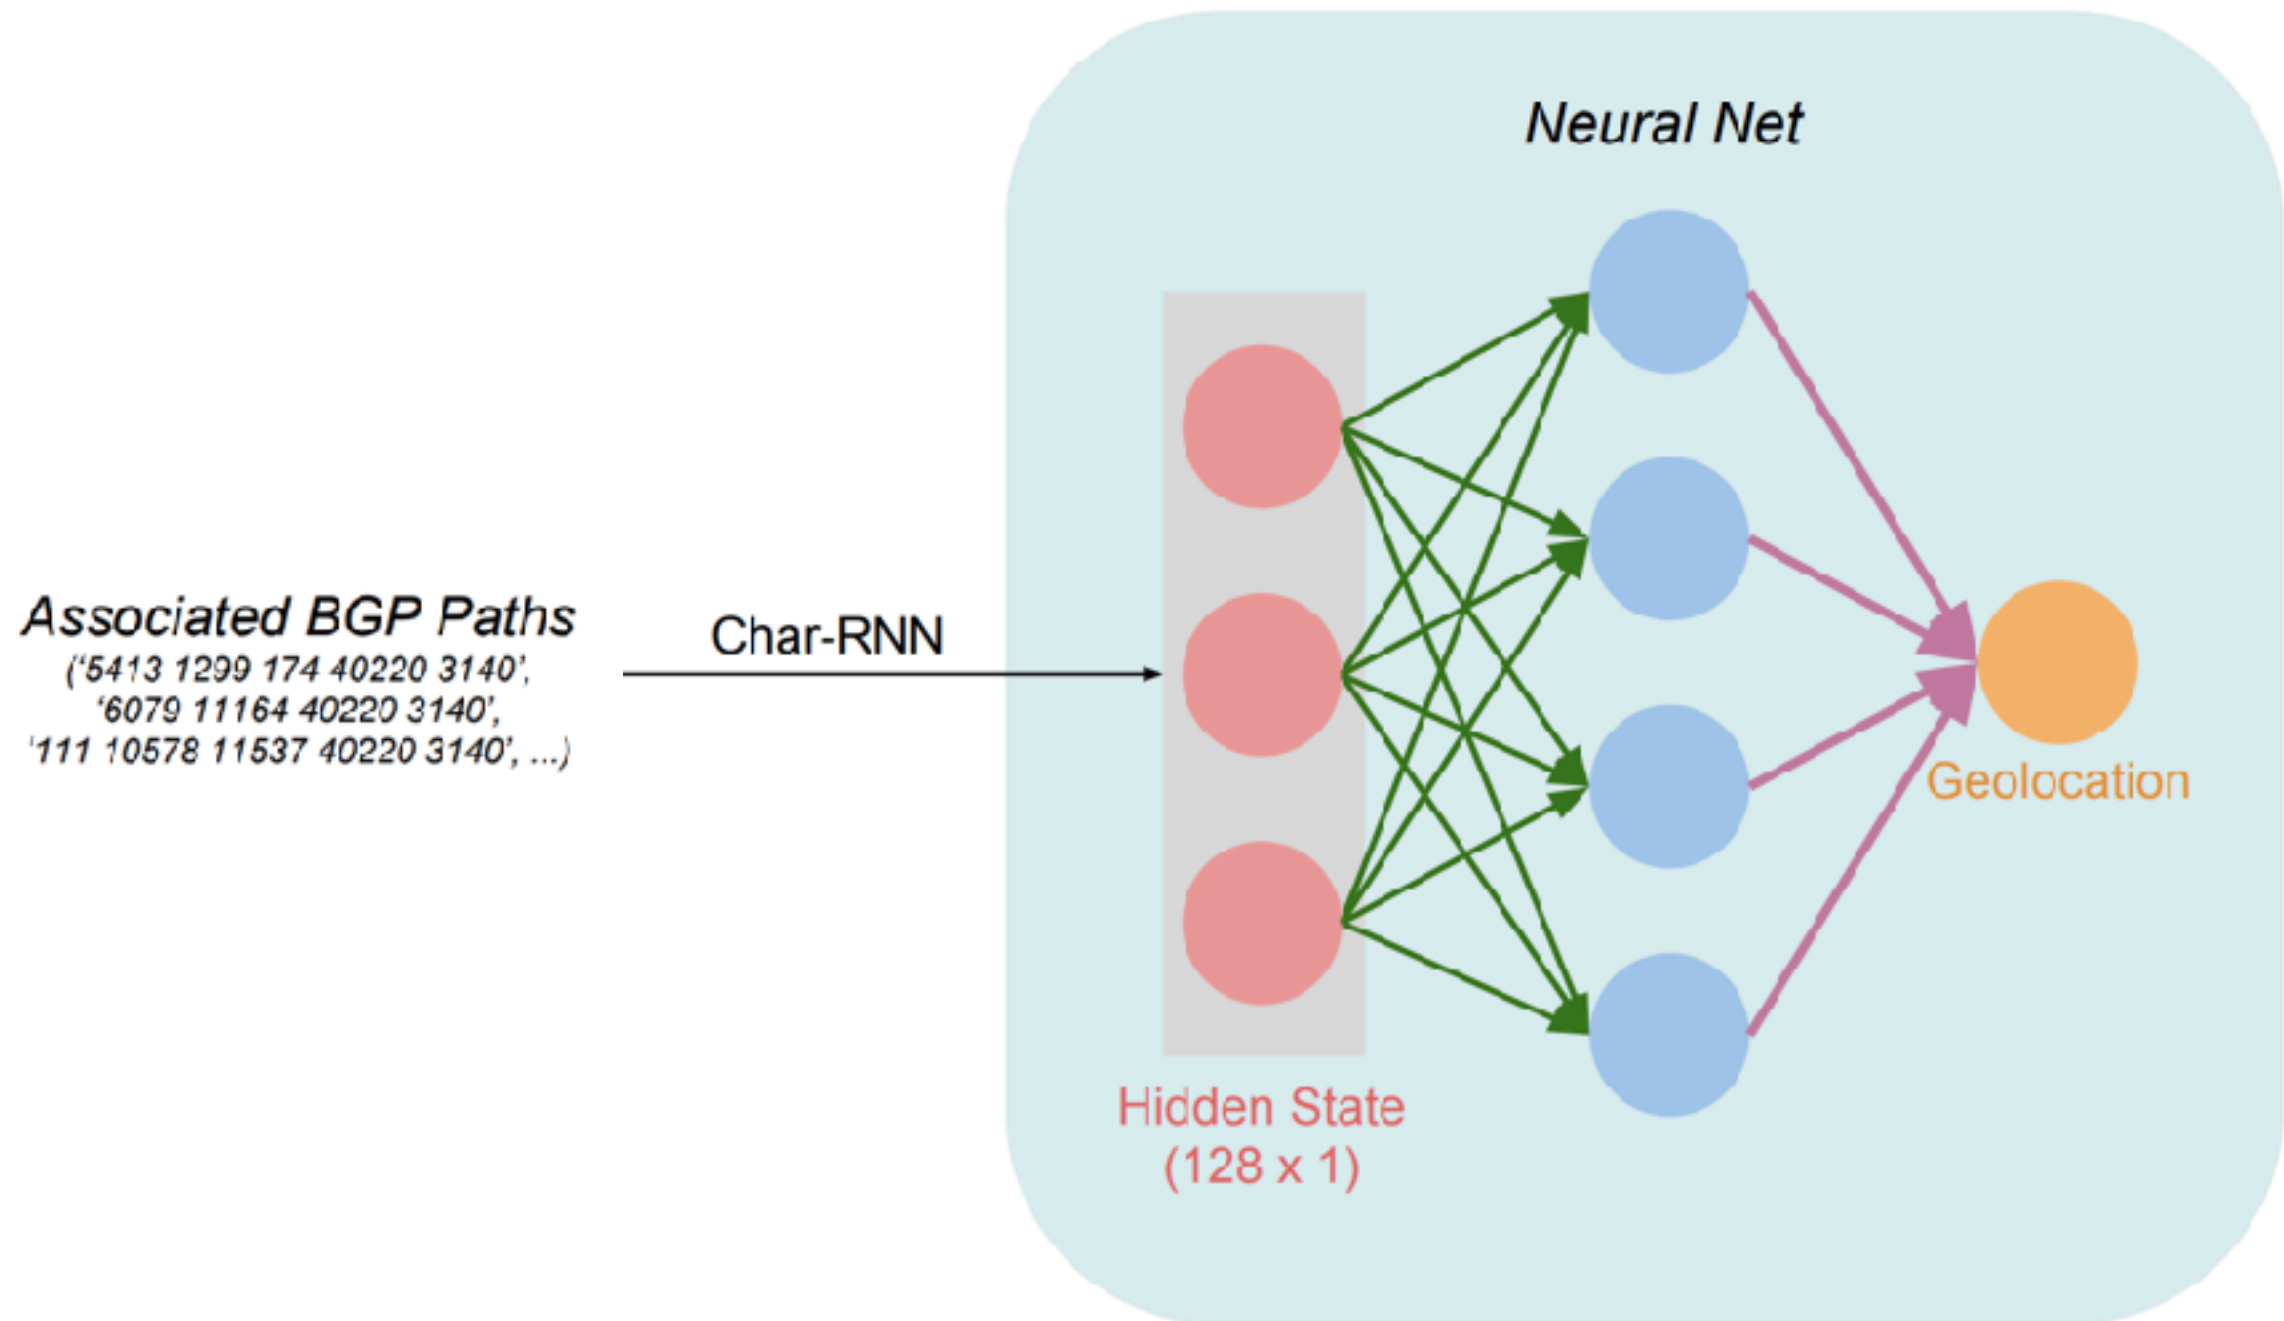 Neural Net
Associated BGP Paths
(‘5413 1299 174 40220 3140’,
‘6079 11164 40220 3140’,
‘111 10578 11537 40220 3140’, ...)
Char-RNN
Geolocation
Hidden State
(128 x 1)